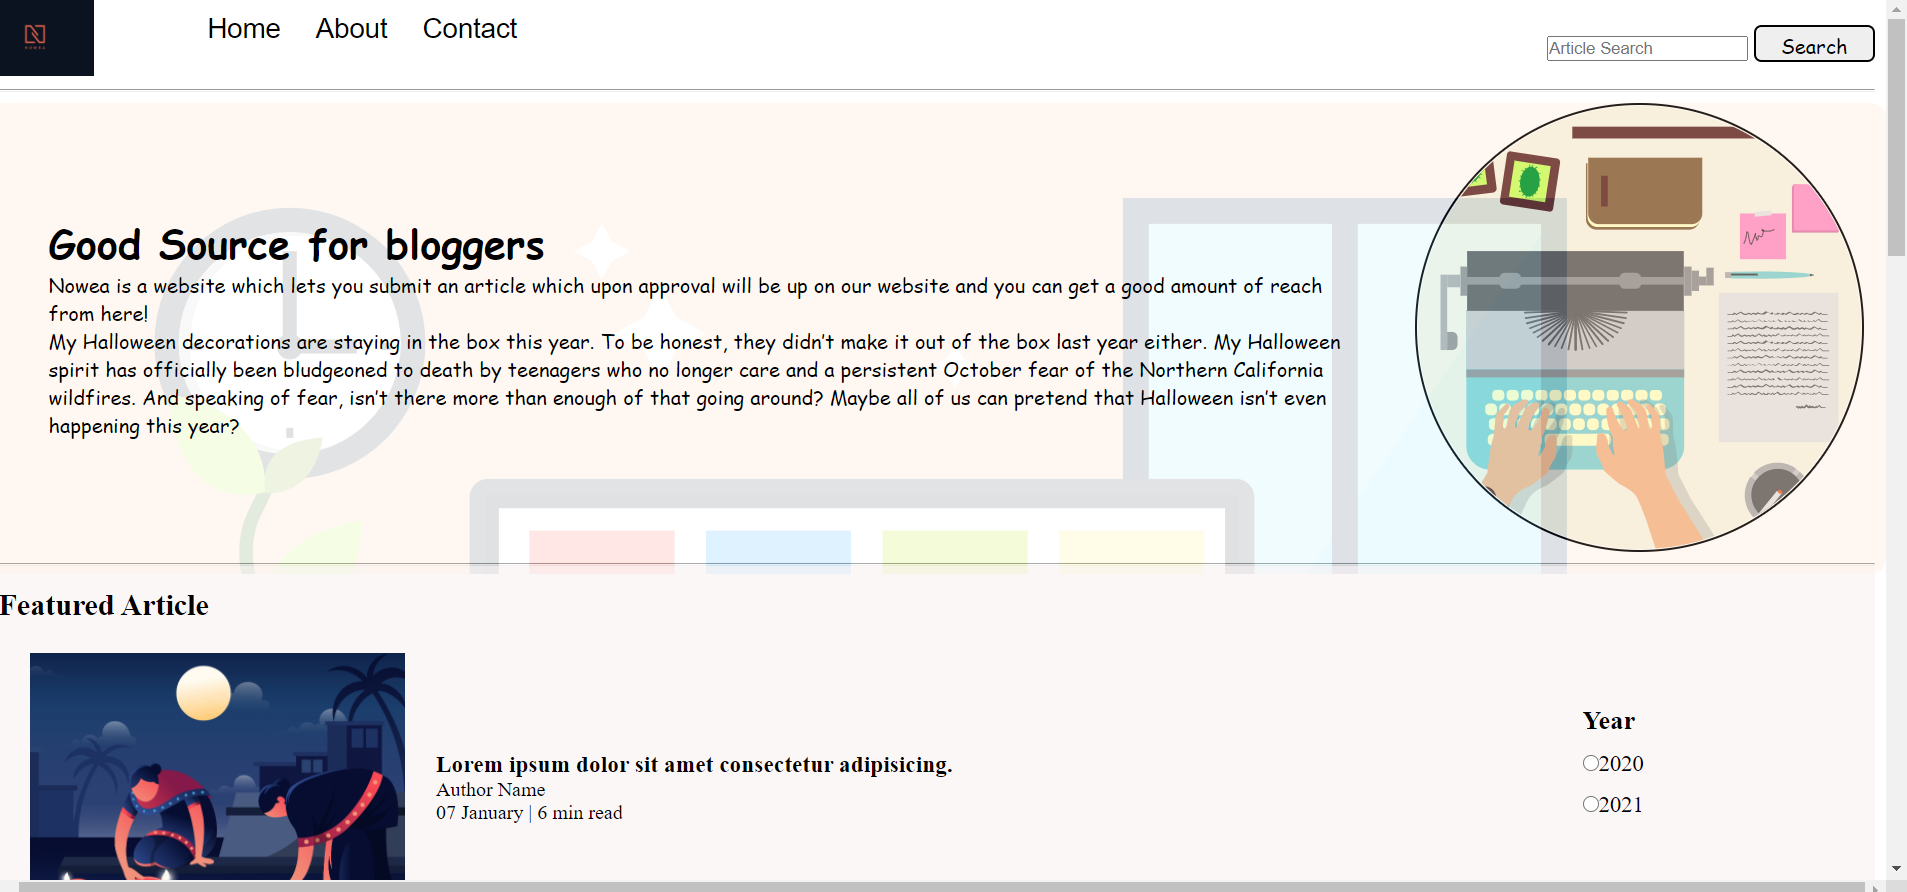 NOWEA
Home About Contact
Article Search Search
Good Source for bloggers
Nowea is a website which lets you submit an article which upon approval will be up on our website and you can get a good amount of reach
from here!
My Halloween decorations are staying in the box this year. To be honest, they didn't make it out of the box last year either. My Halloween
spirit has officially been bludgeoned to death by teenagers who no longer care and a persistent October fear of the Northern California
wildfires. And speaking of fear, isn't there more than enough of that going around? Maybe all of us can pretend that Halloween isn't even
happening this year?
Featured Article
Lorem ipsum dolor sit amet consectetur adipisicing.
Author Name
07 January | 6 min read
Year
2020
2021